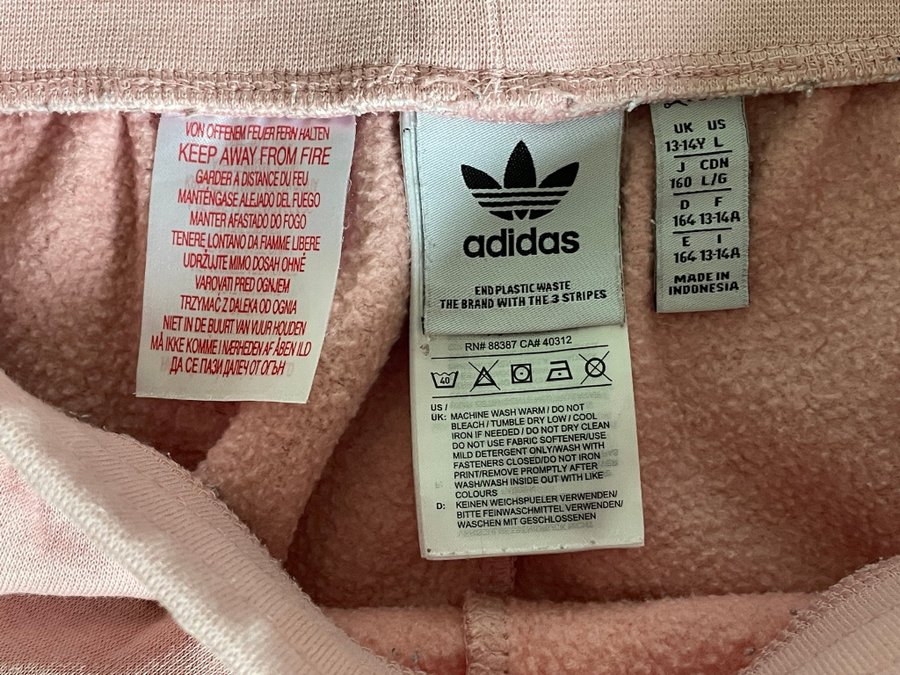 VON OFFENEM FEUER FERN HALTEN
KEEP AWAY FROM FIRE
GARDER A DISTANCE DU FEU
MANTÉNGASE ALEJADO DEL FUEGO
MANTER AFASTADO DO FOGO
TENERE LONTANO DA FIAMME LIBERE
UDRŽUJTE MIMO DOSAH OHNĚ
VAROVATI PRED OGNJEM
TRZYMAĆ Z DALEKA OD OGNIA
NIET IN DE BUURT VAN VUUR HOUDEN
MÅ IKKE KOMME I NÆRHEDEN AF ÅBEN ILD
ДА СЕ ПАЗИ ДАЛЕЧ ОТ ОГЪН
adidas
END PLASTIC WASTE
THE BRAND WITH THE 3 STRIPES
RN# 88387 CA# 40312
40
US /
UK: MACHINE WASH WARM / DO NOT
BLEACH / TUMBLE DRY LOW / COOL
IRON IF NEEDED / DO NOT DRY CLEAN
DO NOT USE FABRIC SOFTENER/USE
MILD DETERGENT ONLY/WASH WITH
FASTENERS CLOSED/DO NOT IRON
PRINT/REMOVE PROMPTLY AFTER
WASH/WASH INSIDE OUT WITH LIKE
COLOURS
D: KEINEN WEICHSPUELER VERWENDEN/
BITTE FEINWASCHMITTEL VERWENDEN/
WASCHEN MIT GESCHLOSSENEN
UK US
13-14Y L
J CDN
160 L/G
D F
164 13-14A
E I
164 13-14A
MADE IN
INDONESIA